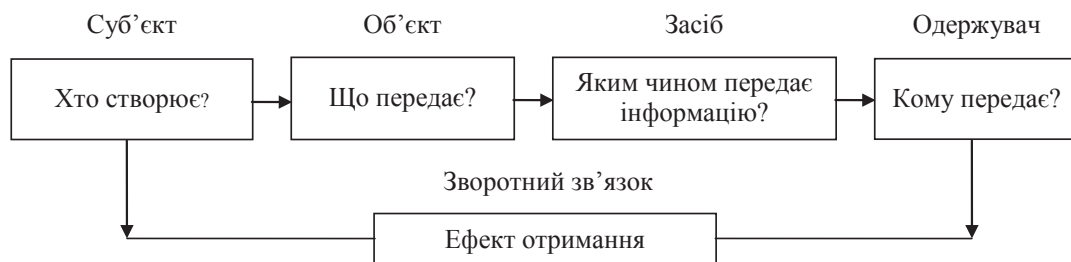 Суб’єкт
Об’єкт
Засіб
Одержувач
Хто створює?
Що передає?
Яким чином передає
інформацію?
Кому передає?
Зворотний зв’язок
Ефект отримання